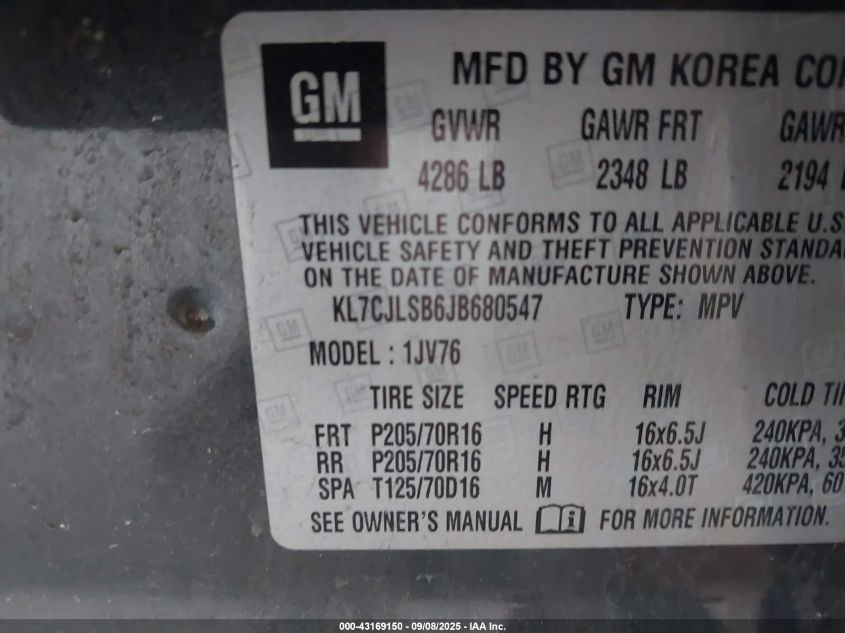 GM
MFD BY GM KOREA CO
GVWR GAWR FRT GAWR
4286 LB 2348 LB 2194
THIS VEHICLE CONFORMS TO ALL APPLICABLE U.S
VEHICLE SAFETY AND THEFT PREVENTION STANDA
ON THE DATE OF MANUFACTURE SHOWN ABOVE.
KL7CJLSB6JB680547 TYPE: MPV
MODEL : 1JV76
TIRE SIZE SPEED RTG RIM COLD TI
FRT P205/70R16 H 16x6.5J 240KPA, 3
RR P205/70R16 H 16x6.5J 240KPA, 35
SPA T125/70D16 M 16x4.0T 420KPA, 60
SEE OWNER'S MANUAL i FOR MORE INFORMATION.
000-43169150 - 09/08/2025 - IAA Inc.